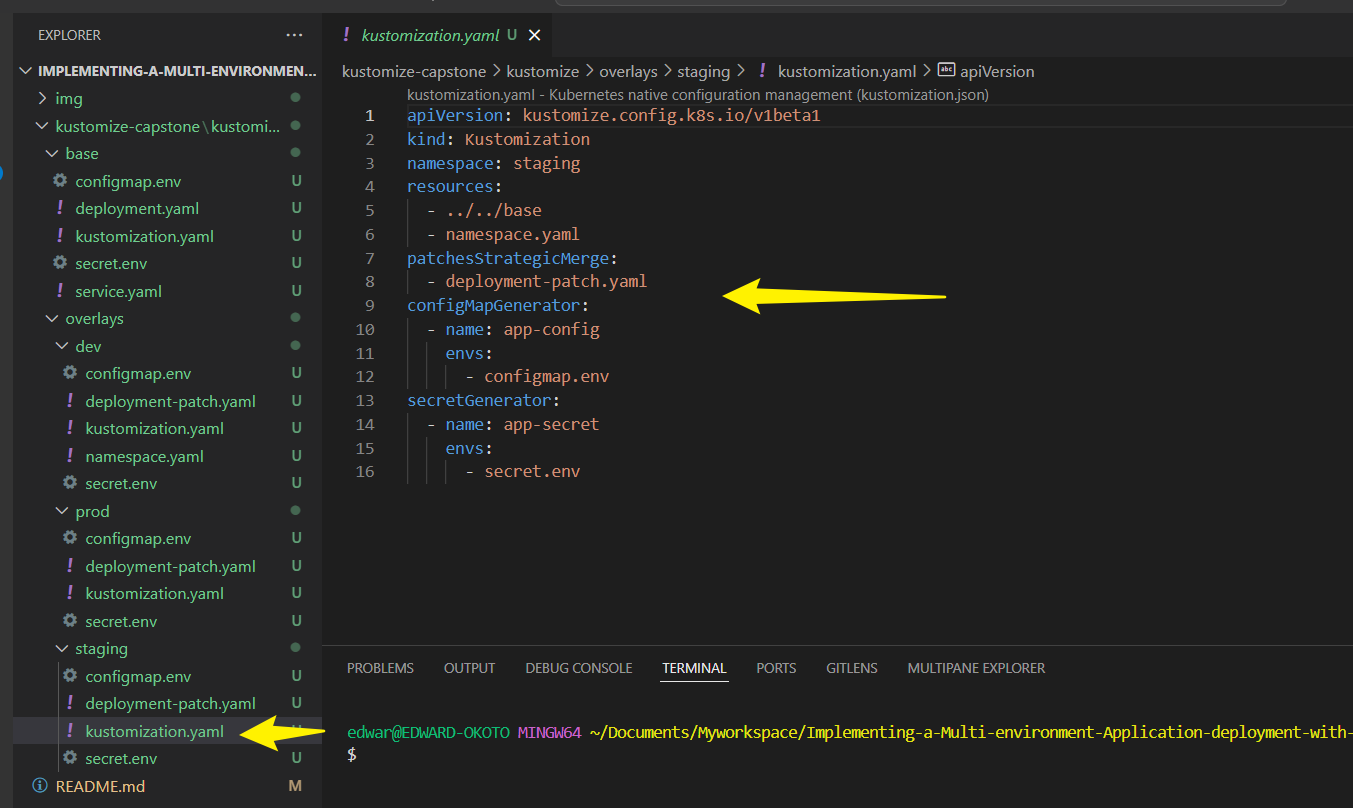 EXPLORER ...
IMPLEMENTING-A-MULTI-ENVIRONMEN...
img
kustomize-capstone\kustomi...
base
configmap.env U
deployment.yaml U
kustomization.yaml U
secret.env U
service.yaml U
overlays
dev
configmap.env U
deployment-patch.yaml U
kustomization.yaml U
namespace.yaml U
secret.env U
prod
configmap.env U
deployment-patch.yaml U
kustomization.yaml U
secret.env U
staging
configmap.env U
deployment-patch.yaml U
kustomization.yaml
secret.env U
README.md M
! kustomization.yaml U
kustomize-capstone > kustomize > overlays > staging > ! kustomization.yaml > abc apiVersion
kustomization.yaml - Kubernetes native configuration management (kustomization.json)
1 apiVersion: kustomize.config.k8s.io/v1beta1
2 kind: Kustomization
3 namespace: staging
4 resources:
5 - ../../base
6 - namespace.yaml
7 patchesStrategicMerge:
8 - deployment-patch.yaml
9 configMapGenerator:
10 - name: app-config
11 envs:
12 - configmap.env
13 secretGenerator:
14 - name: app-secret
15 envs:
16 - secret.env
PROBLEMS OUTPUT DEBUG CONSOLE TERMINAL PORTS GITLENS MULTIPANE EXPLORER
edwar@EDWARD-OKOTO MINGW64 ~/Documents/Myworkspace/Implementing-a-Multi-environment-Application-deployment-with-
$